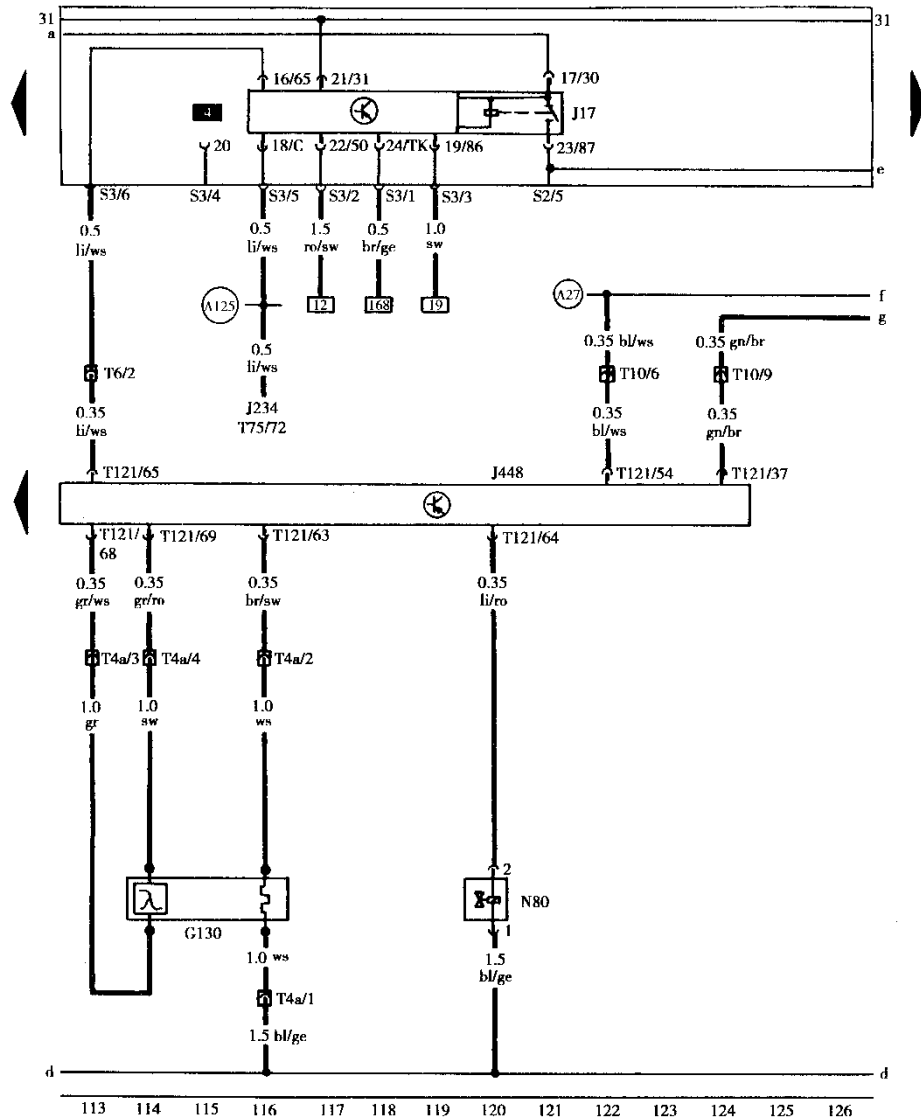 31 31
a
16/65 21/31 17/30
4 J17
20 18/C 22/50 24/TK 19/86 23/87
e
S3/6 S3/4 S3/5 S3/2 S3/1 S3/3 S2/5
0.5 0.5 1.5 0.5 1.0
li/ws li/ws ro/sw br/ge sw
A125 12 168 19 A27 f
g
0.5 0.35 bl/ws 0.35 gn/br
li/ws
T6/2 T10/6 T10/9
J234
T75/72
0.35 0.35 0.35
li/ws bl/ws gn/br
T121/65 J448 T121/54 T121/37
T121/ T121/69 T121/63 T121/64
68
0.35 0.35 0.35 0.35
gr/ws gr/ro br/sw li/ro
T4a/3 T4a/4 T4a/2
1.0 1.0 1.0
gr sw ws
2
λ N80
G130 1
1.0 ws 1.5
bl/ge
T4a/1
1.5 bl/ge
d d
113 114 115 116 117 118 119 120 121 122 123 124 125 126